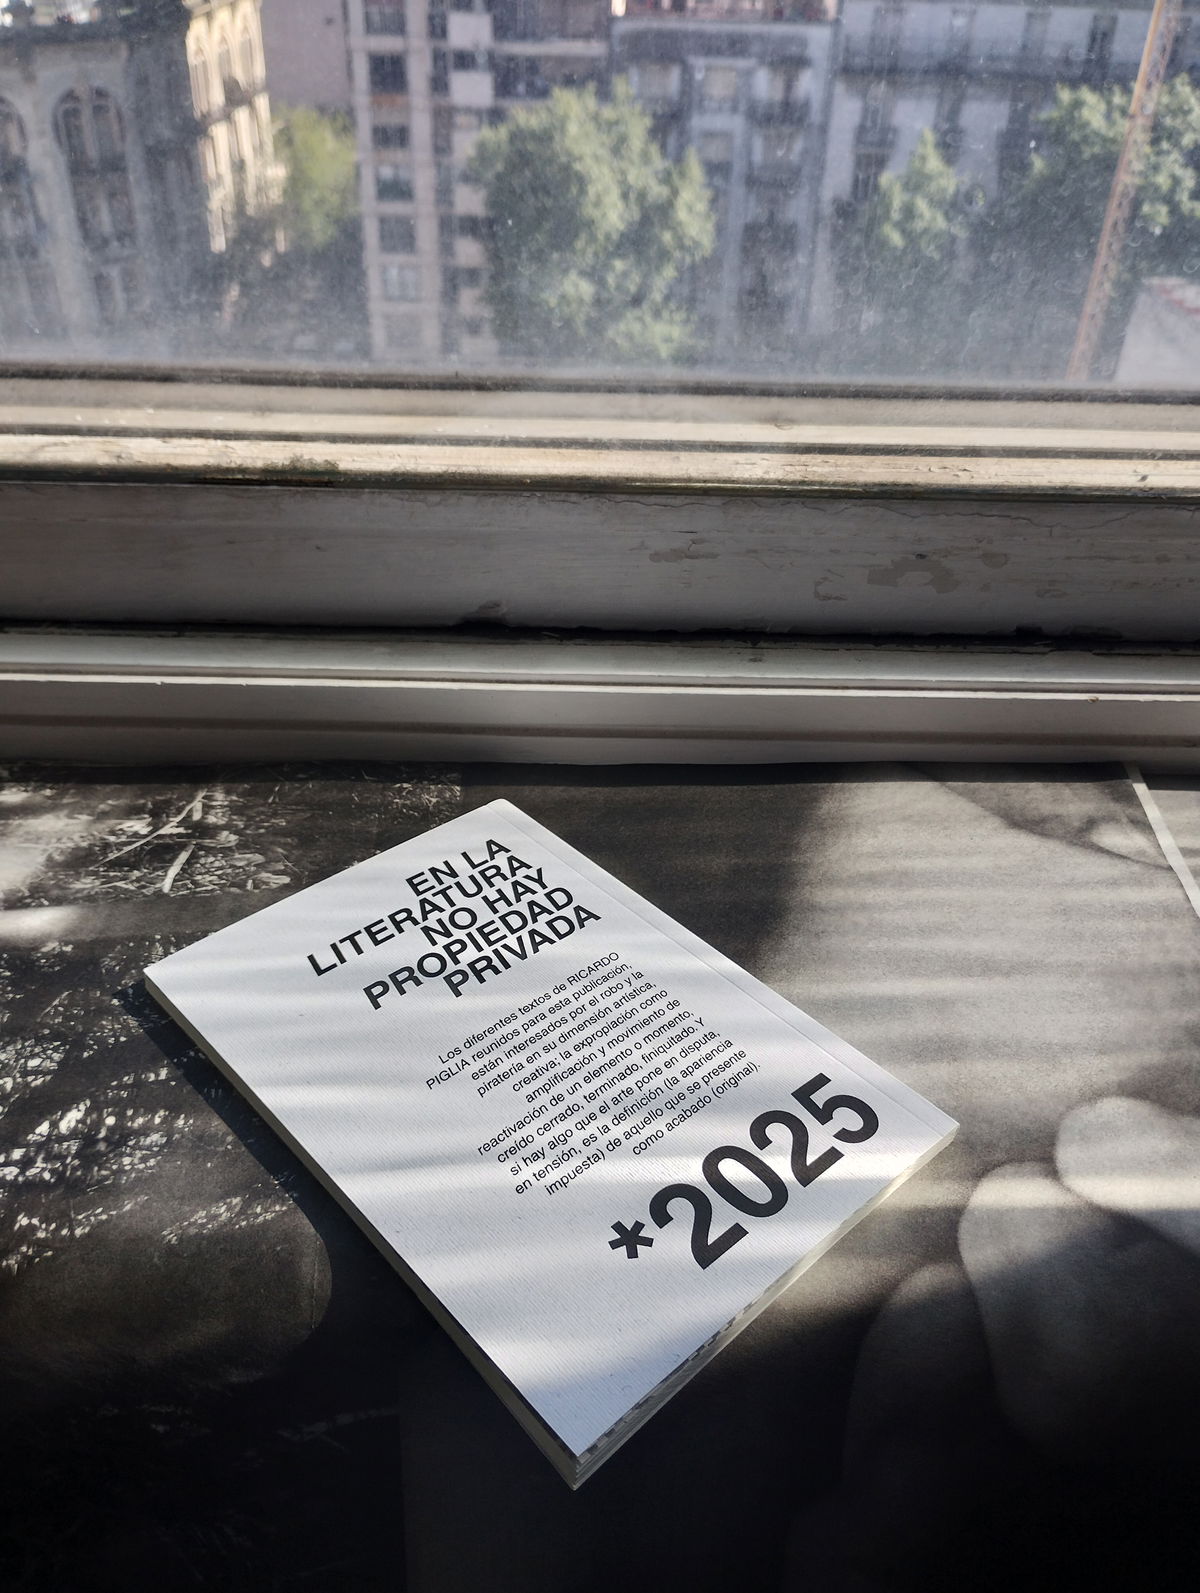 EN LA
LITERATURA
NO HAY
PROPIEDAD
PRIVADA
Los diferentes textos de RICARDO
PIGLIA reunidos para esta publicación,
están interesados por el robo y la
piratería en su dimensión artística,
creativa; la expropiación como
amplificación y movimiento de
reactivación de un elemento o momento,
creído cerrado, terminado, finiquitado. Y
si hay algo que el arte pone en disputa,
en tensión, es la definición (la apariencia
impuesta) de aquello que se presente
como acabado (original).
*2025